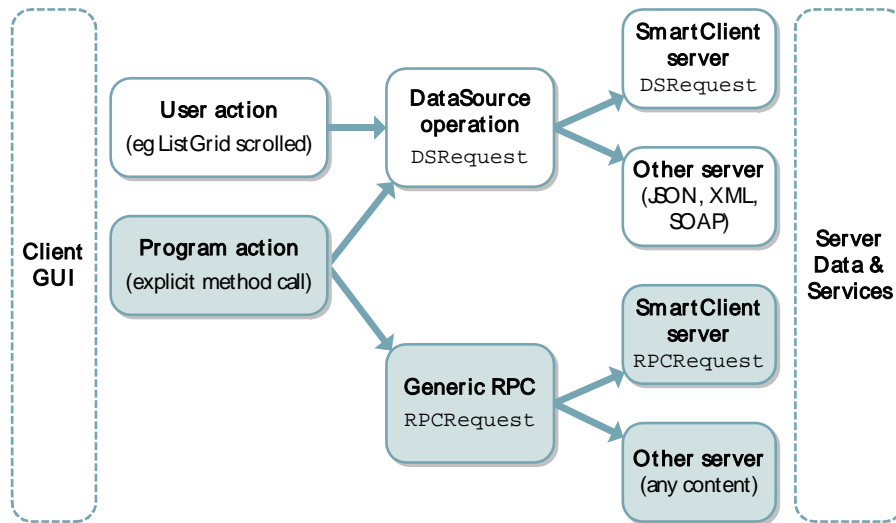 Client
GUI
User action
(eg ListGrid scrolled)
Program action
(explicit method call)
DataSource
operation
DSRequest
Generic RPC
RPCRequest
SmartClient
server
DSRequest
Other server
(JSON, XML,
SOAP)
SmartClient
server
RPCRequest
Other server
(any content)
Server
Data &
Services